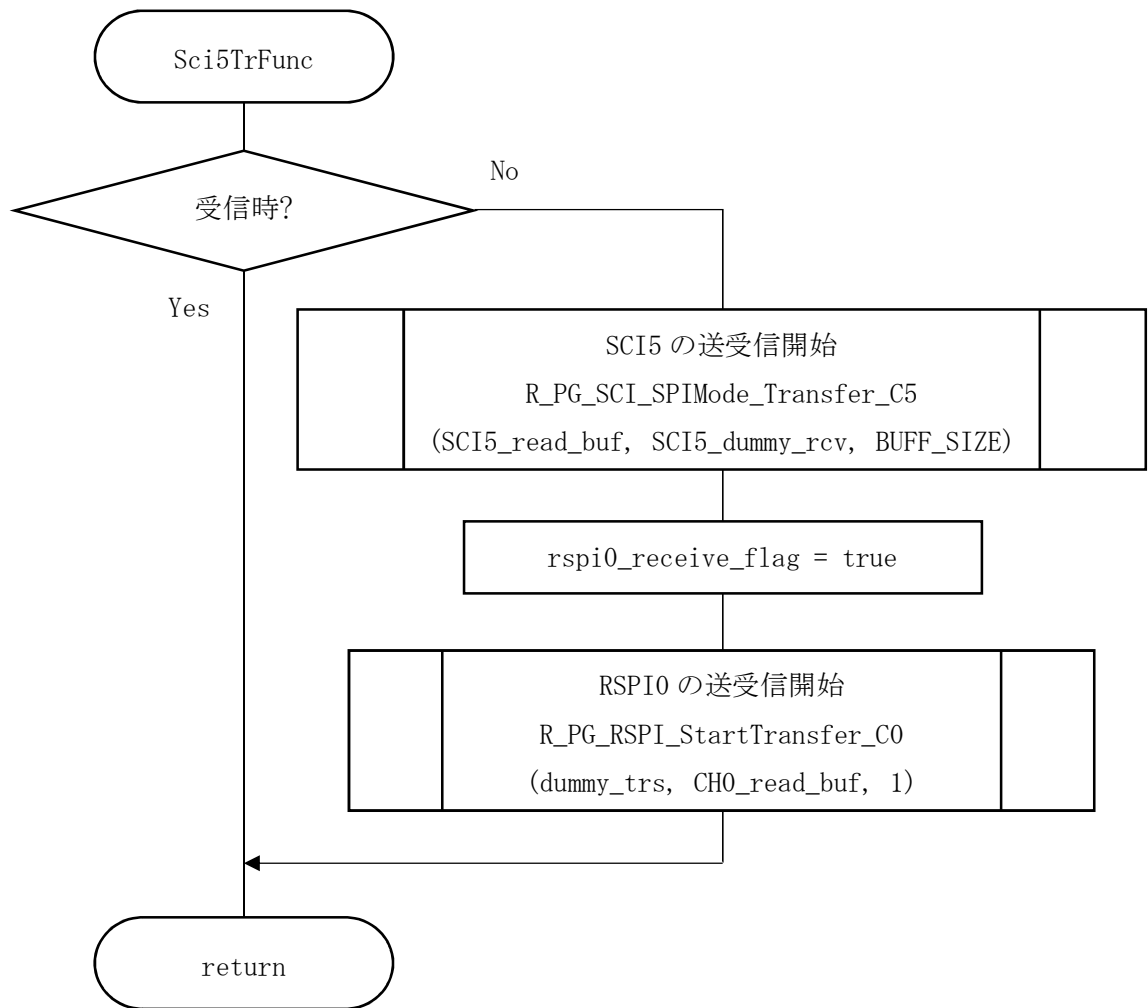 Sci5TrFunc
受信時?
No
Yes
SCI5 の送受信開始
R_PG_SCI_SPIMode_Transfer_C5
(SCI5_read_buf, SCI5_dummy_rcv, BUFF_SIZE)
rspi0_receive_flag = true
RSPI0 の送受信開始
R_PG_RSPI_StartTransfer_C0
(dummy_trs, CH0_read_buf, 1)
return